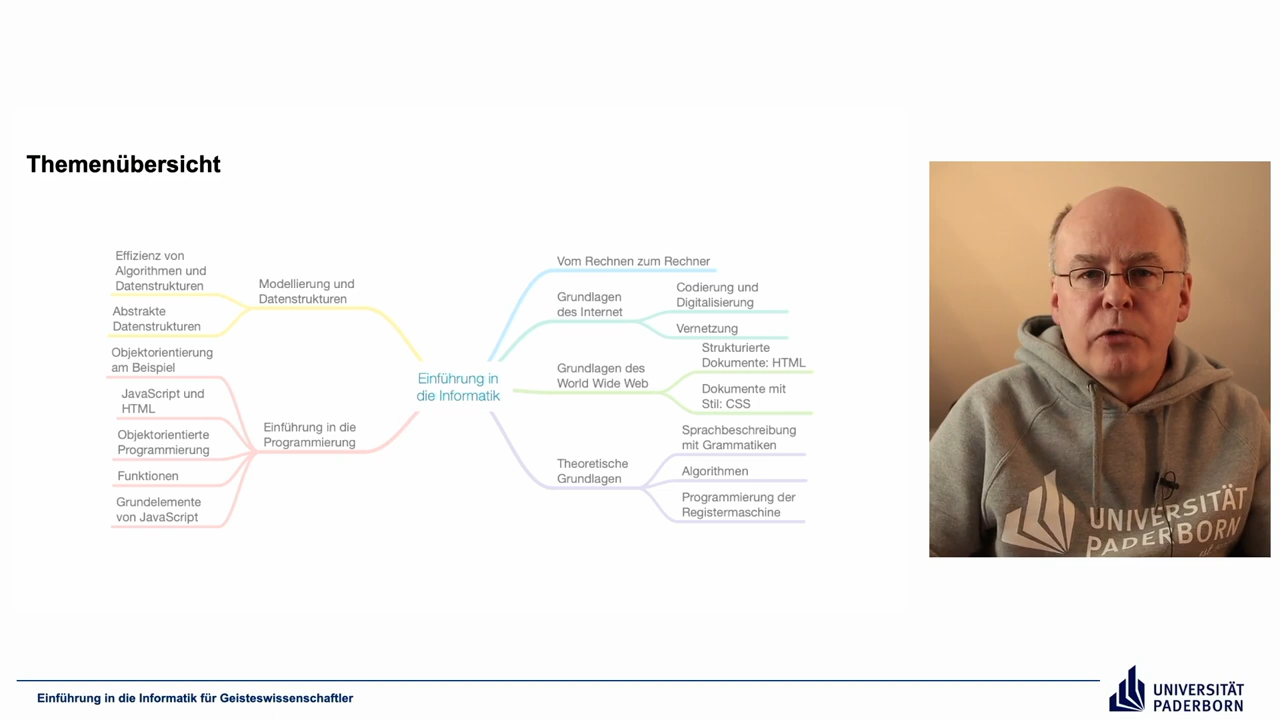 Themenübersicht
Effizienz von
Algorithmen und
Datenstrukturen
Abstrakte
Datenstrukturen
Modellierung und
Datenstrukturen
Objektorientierung
am Beispiel
JavaScript und
HTML
Objektorientierte
Programmierung
Funktionen
Grundelemente
von JavaScript
Einführung in die
Programmierung
Einführung in
die Informatik
Vom Rechnen zum Rechner
Grundlagen
des Internet
Codierung und
Digitalisierung
Vernetzung
Grundlagen des
World Wide Web
Strukturierte
Dokumente: HTML
Dokumente mit
Stil: CSS
Theoretische
Grundlagen
Sprachbeschreibung
mit Grammatiken
Algorithmen
Programmierung der
Registermaschine
UNIVERSITÄT
PADERBORN
Einführung in die Informatik für Geisteswissenschaftler
UNIVERSITÄT
PADERBORN